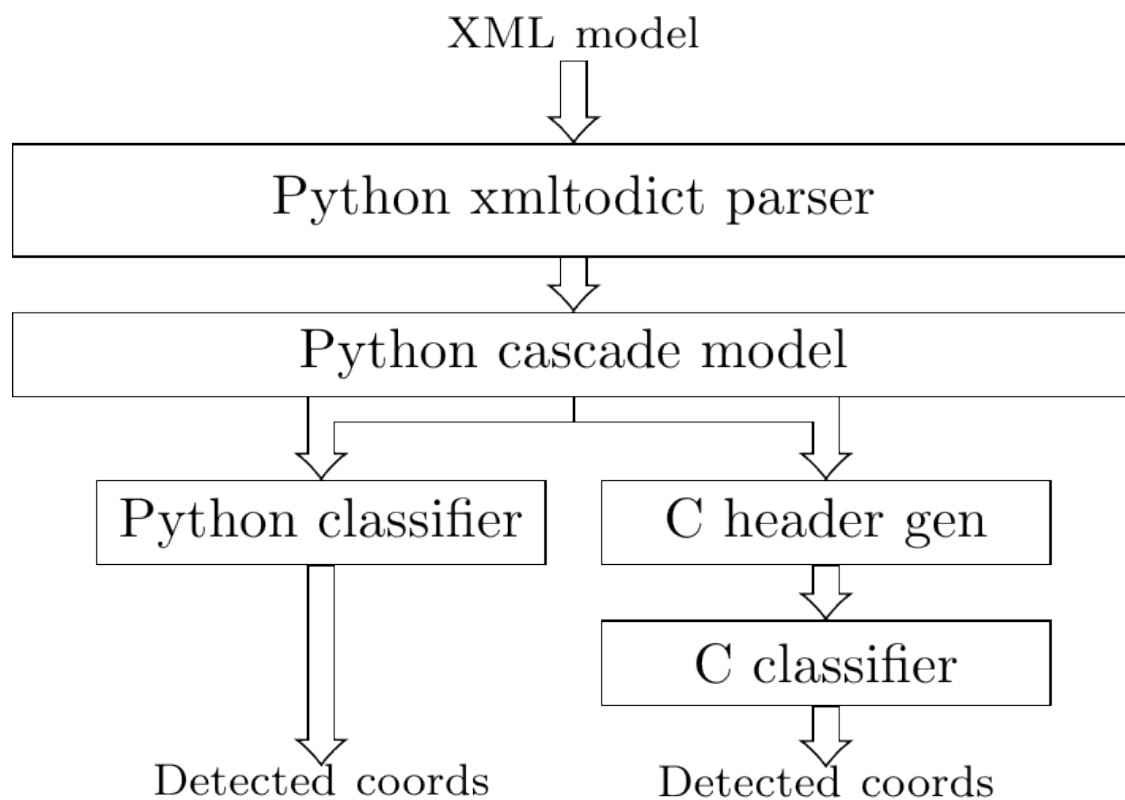 XML model
Python xmltodict parser
Python cascade model
Python classifier
C header gen
C classifier
Detected coords
Detected coords